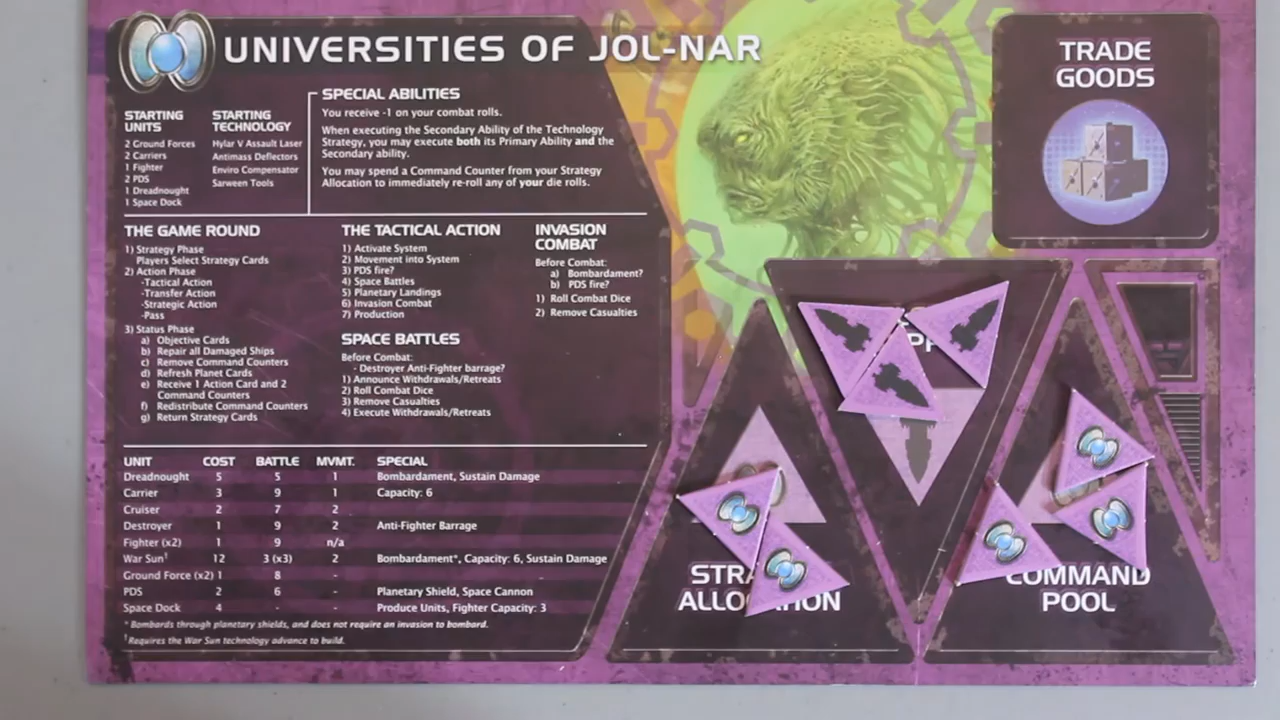 UNIVERSITIES OF JOL-NAR
STARTING
UNITS
2 Ground Forces
2 Carriers
1 Fighter
2 PDS
1 Dreadnought
1 Space Dock
STARTING
TECHNOLOGY
Hylar V Assault Laser
Antimass Deflectors
Enviro Compensator
Sarween Tools
SPECIAL ABILITIES
You receive -1 on your combat rolls.
When executing the Secondary Ability of the Technology
Strategy, you may execute both its Primary Ability and the
Secondary ability.
You may spend a Command Counter from your Strategy
Allocation to immediately re-roll any of your die rolls.
THE GAME ROUND
1) Strategy Phase
Players Select Strategy Cards
2) Action Phase
-Tactical Action
-Transfer Action
-Strategic Action
-Pass
3) Status Phase
a) Objective Cards
b) Repair all Damaged Ships
c) Remove Command Counters
d) Refresh Planet Cards
e) Receive 1 Action Card and 2
Command Counters
f) Redistribute Command Counters
g) Return Strategy Cards
THE TACTICAL ACTION
1) Activate System
2) Movement into System
3) PDS fire?
4) Space Battles
5) Planetary Landings
6) Invasion Combat
7) Production
SPACE BATTLES
Before Combat:
- Destroyer Anti-Fighter barrage?
1) Announce Withdrawals/Retreats
2) Roll Combat Dice
3) Remove Casualties
4) Execute Withdrawals/Retreats
INVASION
COMBAT
Before Combat:
a) Bombardment?
b) PDS fire?
1) Roll Combat Dice
2) Remove Casualties
UNIT COST BATTLE MVMT. SPECIAL
Dreadnought 5 5 1 Bombardment, Sustain Damage
Carrier 3 9 1 Capacity: 6
Cruiser 2 7 2
Destroyer 1 9 2 Anti-Fighter Barrage
Fighter (x2) 1 9 n/a
War Sun† 12 3 (x3) 2 Bombardment*, Capacity: 6, Sustain Damage
Ground Force (x2) 1 8 -
PDS 2 6 - Planetary Shield, Space Cannon
Space Dock 4 - - Produce Units, Fighter Capacity: 3
* Bombards through planetary shields, and does not require an invasion to bombard.
† Requires the War Sun technology advance to build.
TRADE
GOODS
COMMAND
POOL